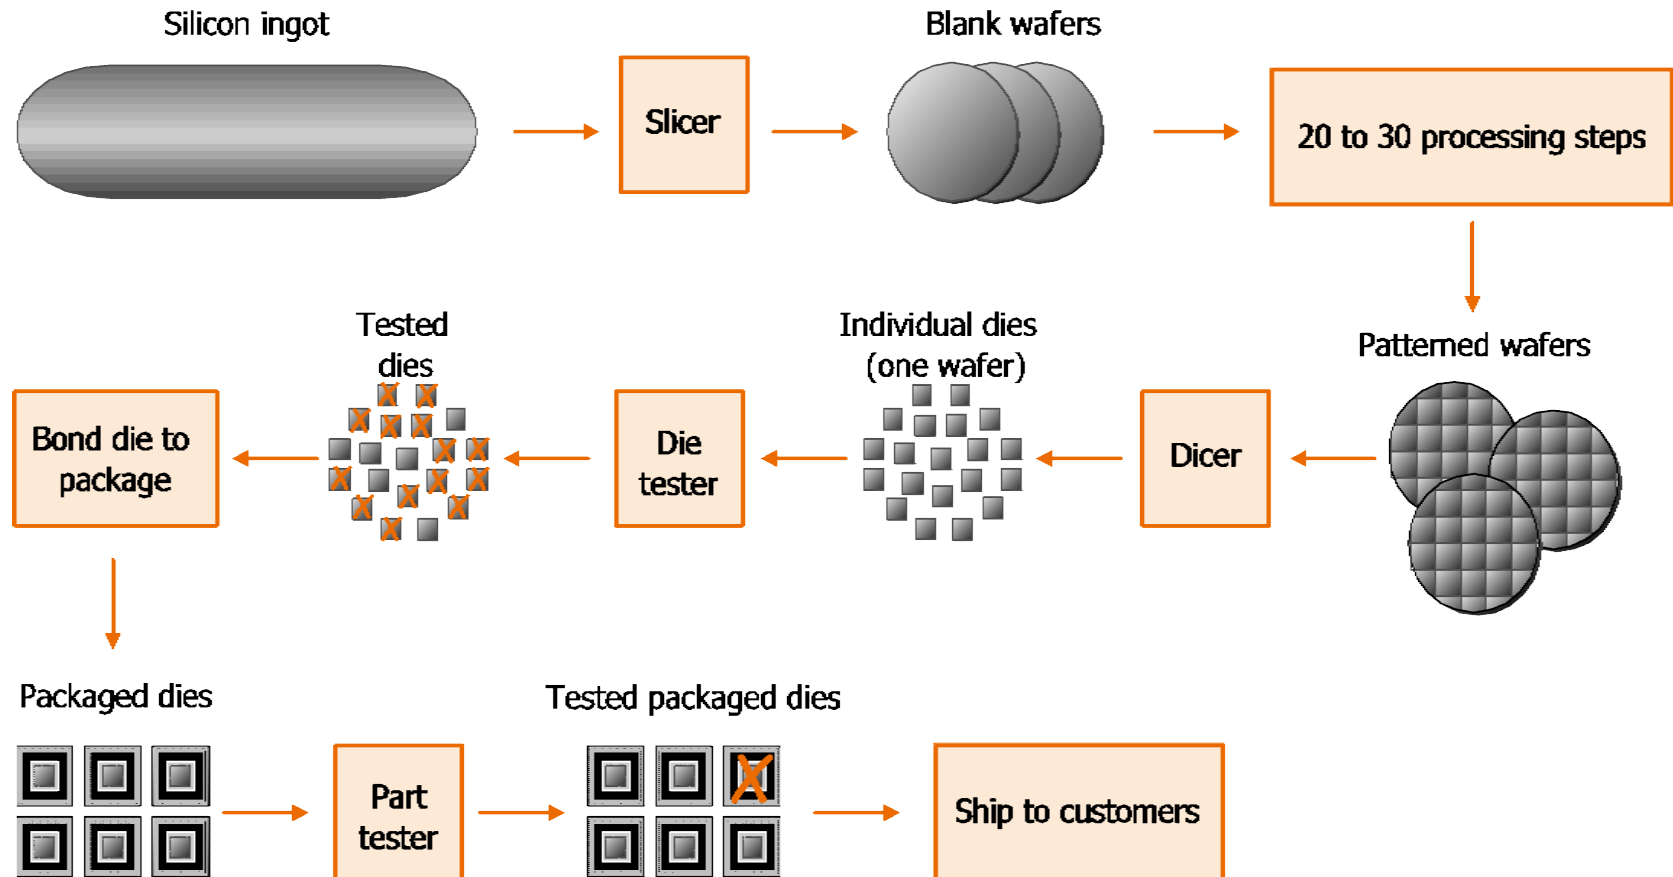 Silicon ingot
Blank wafers
Slicer
20 to 30 processing steps
Tested
dies
Individual dies
(one wafer)
Patterned wafers
Bond die to
package
Die
tester
Dicer
Packaged dies
Tested packaged dies
Part
tester
Ship to customers